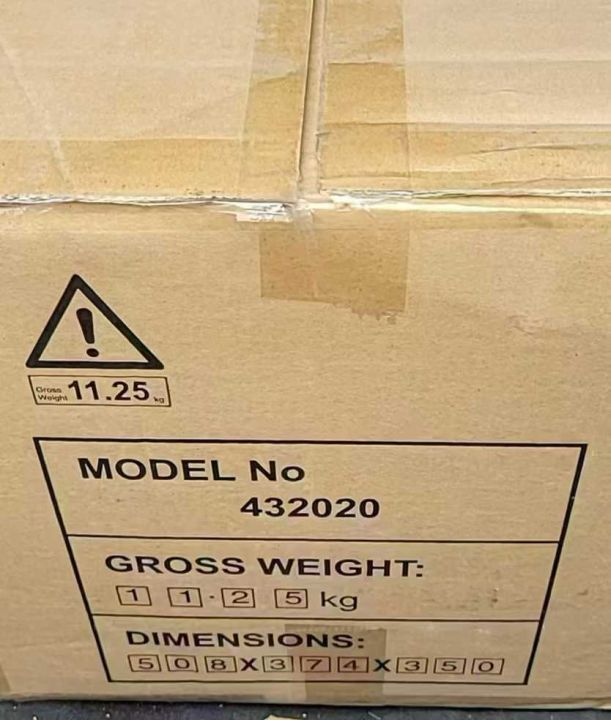 Gross Weight 11.25 kg
MODEL No
432020
GROSS WEIGHT:
11.25 kg
DIMENSIONS:
508X374X350